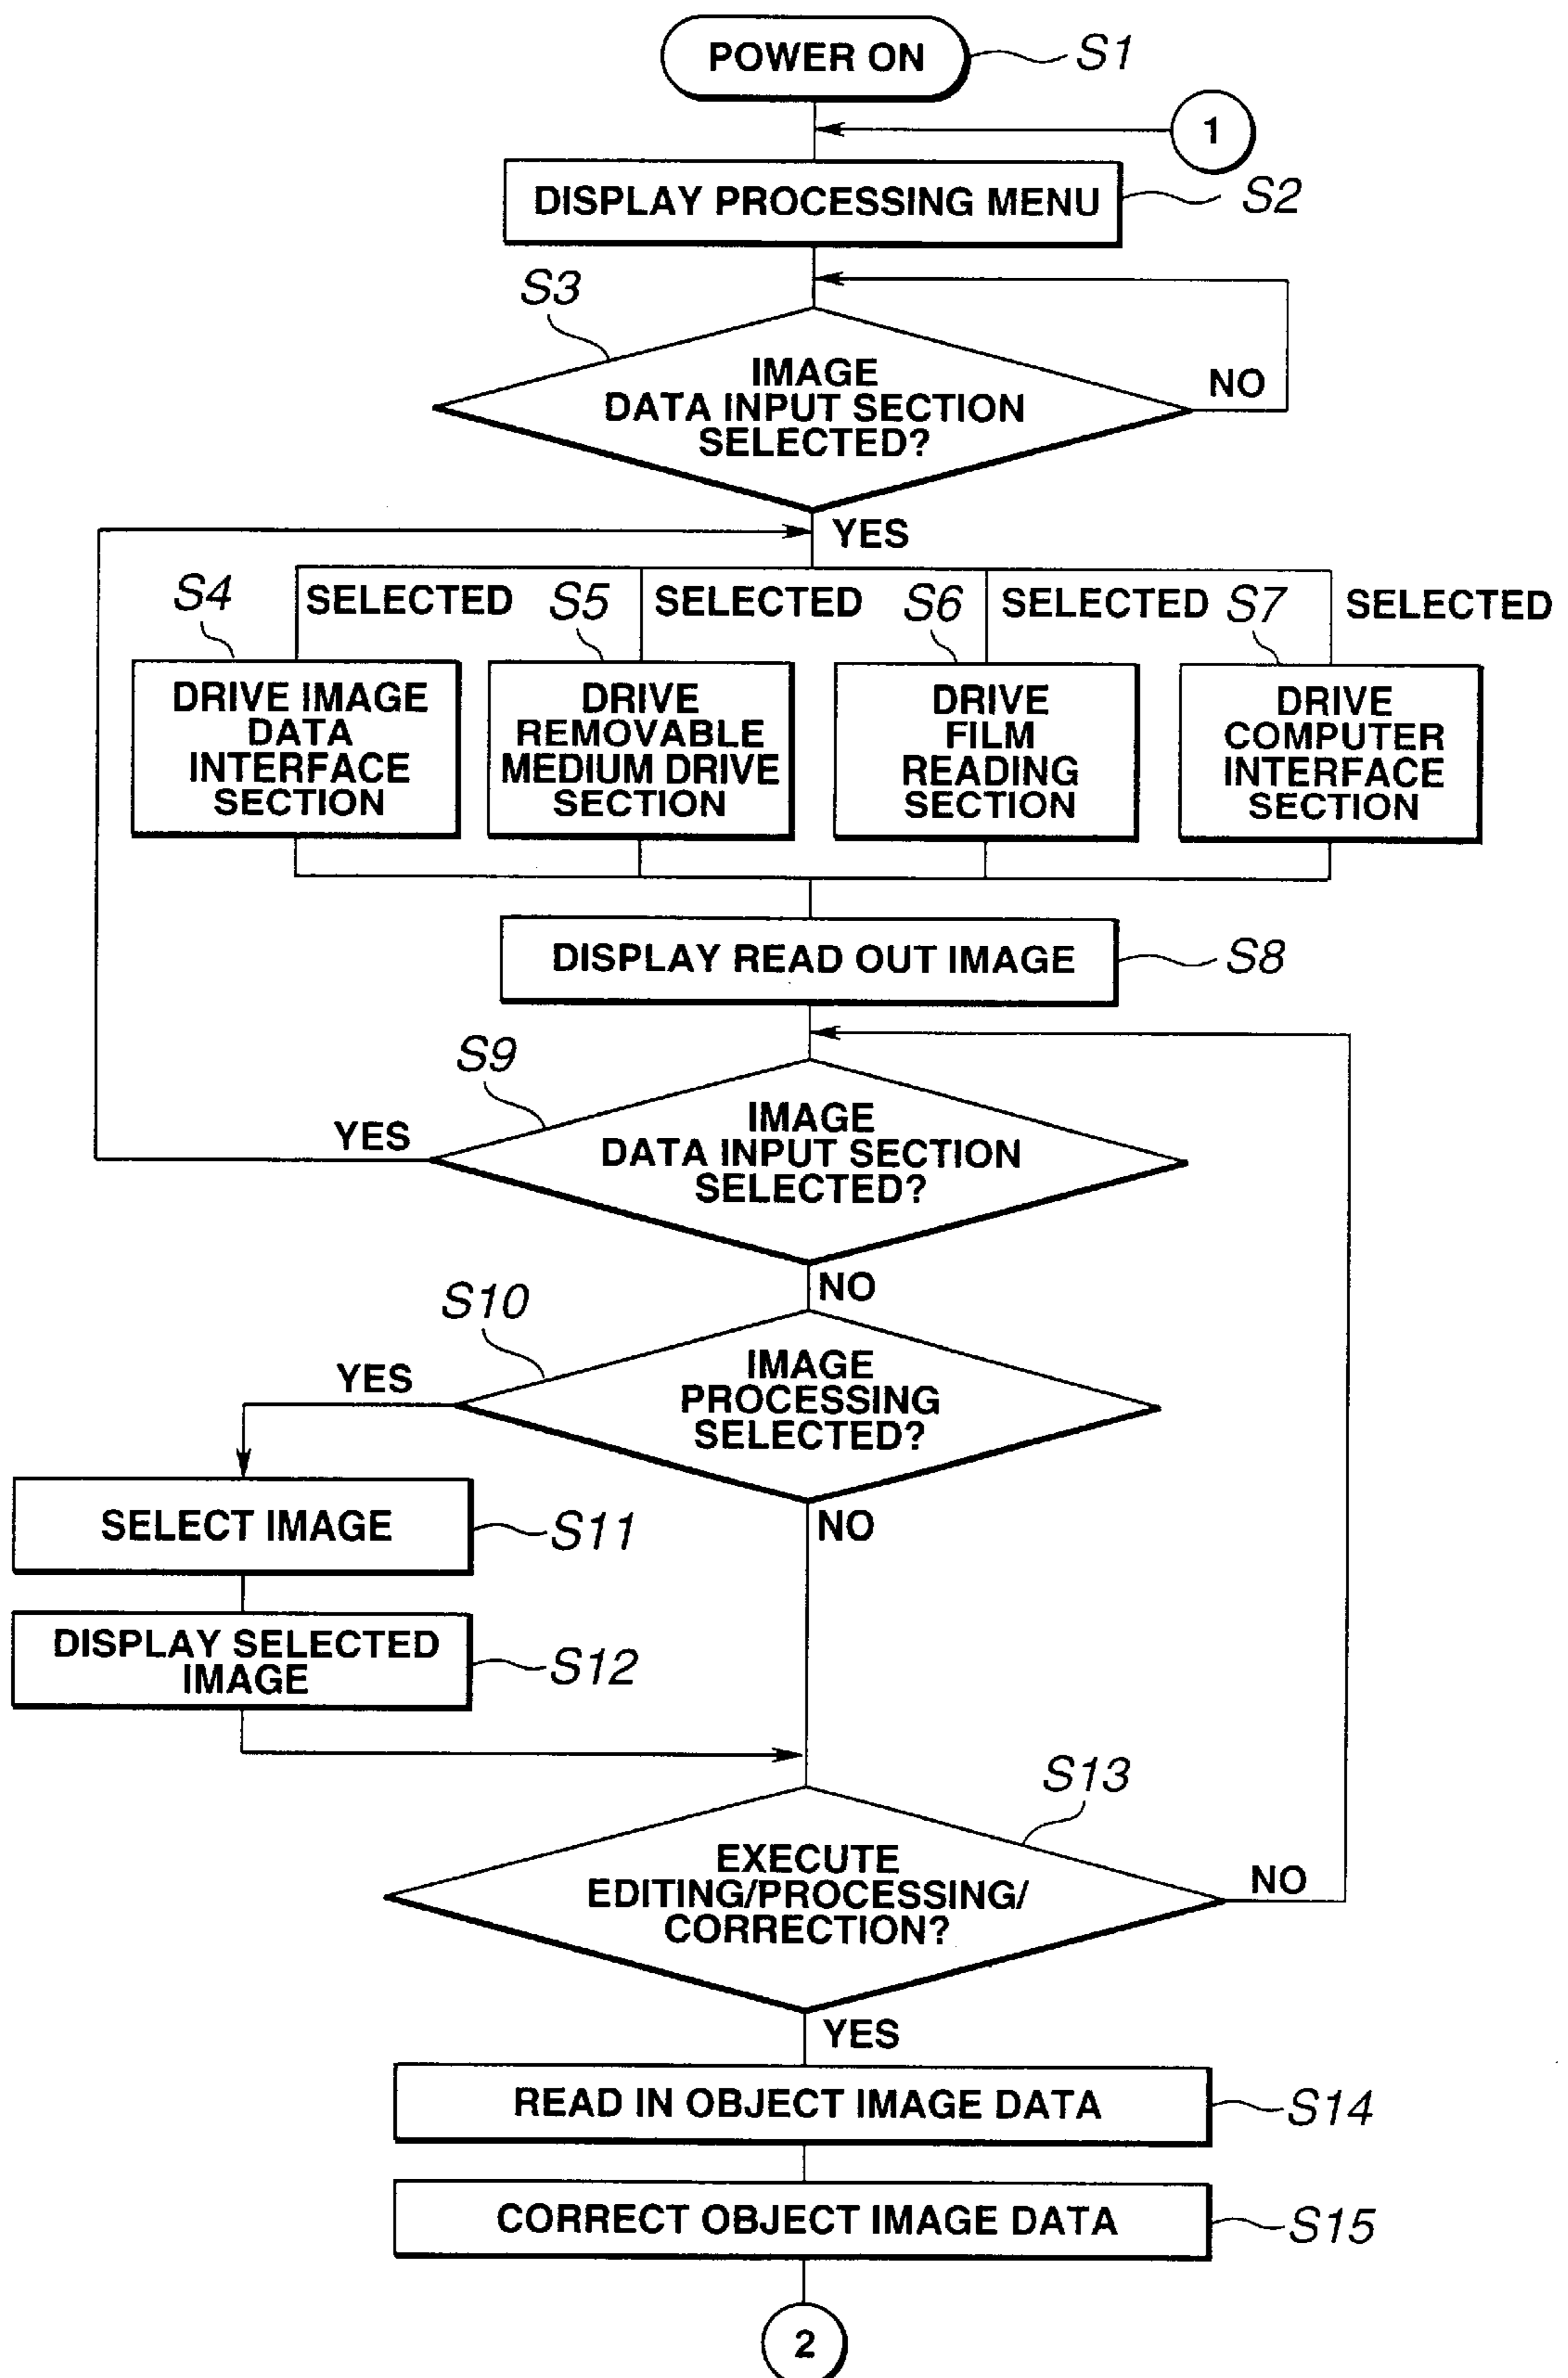 POWER ON
S1
1
DISPLAY PROCESSING MENU
S2
S3
IMAGE
DATA INPUT SECTION
SELECTED?
NO
YES
S4
SELECTED
S5
SELECTED
S6
SELECTED
S7
SELECTED
DRIVE IMAGE
DATA
INTERFACE
SECTION
DRIVE
REMOVABLE
MEDIUM DRIVE
SECTION
DRIVE
FILM
READING
SECTION
DRIVE
COMPUTER
INTERFACE
SECTION
DISPLAY READ OUT IMAGE
S8
S9
IMAGE
DATA INPUT SECTION
SELECTED?
YES
NO
S10
IMAGE
PROCESSING
SELECTED?
YES
NO
SELECT IMAGE
S11
DISPLAY SELECTED
IMAGE
S12
S13
EXECUTE
EDITING/PROCESSING/
CORRECTION?
NO
YES
READ IN OBJECT IMAGE DATA
S14
CORRECT OBJECT IMAGE DATA
S15
2